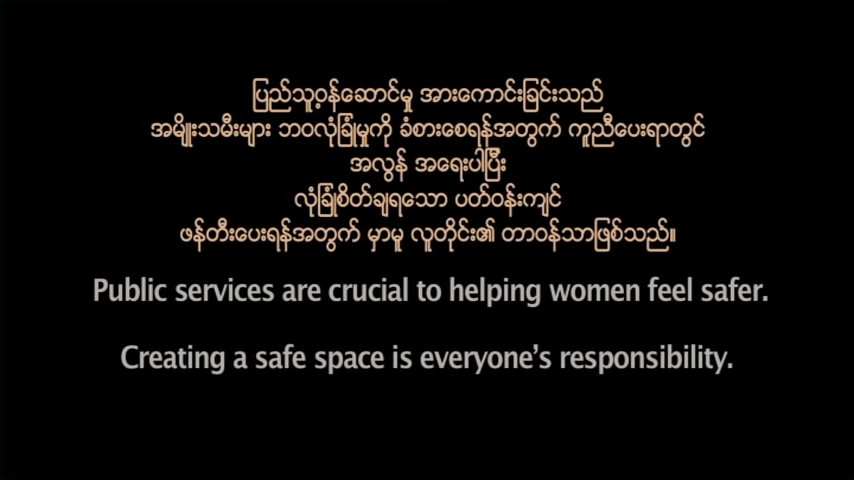 ပြည်သူ့ဝန်ဆောင်မှု အားကောင်းခြင်းသည်
အမျိုးသမီးများ ဘဝလုံခြုံမှုကို ခံစားစေရန်အတွက် ကူညီပေးရာတွင်
အလွန် အရေးပါပြီး
လုံခြုံစိတ်ချရသော ပတ်ဝန်းကျင်
ဖန်တီးပေးရန်အတွက် မှာမူ လူတိုင်း၏ တာဝန်သာဖြစ်သည်။
Public services are crucial to helping women feel safer.
Creating a safe space is everyone’s responsibility.